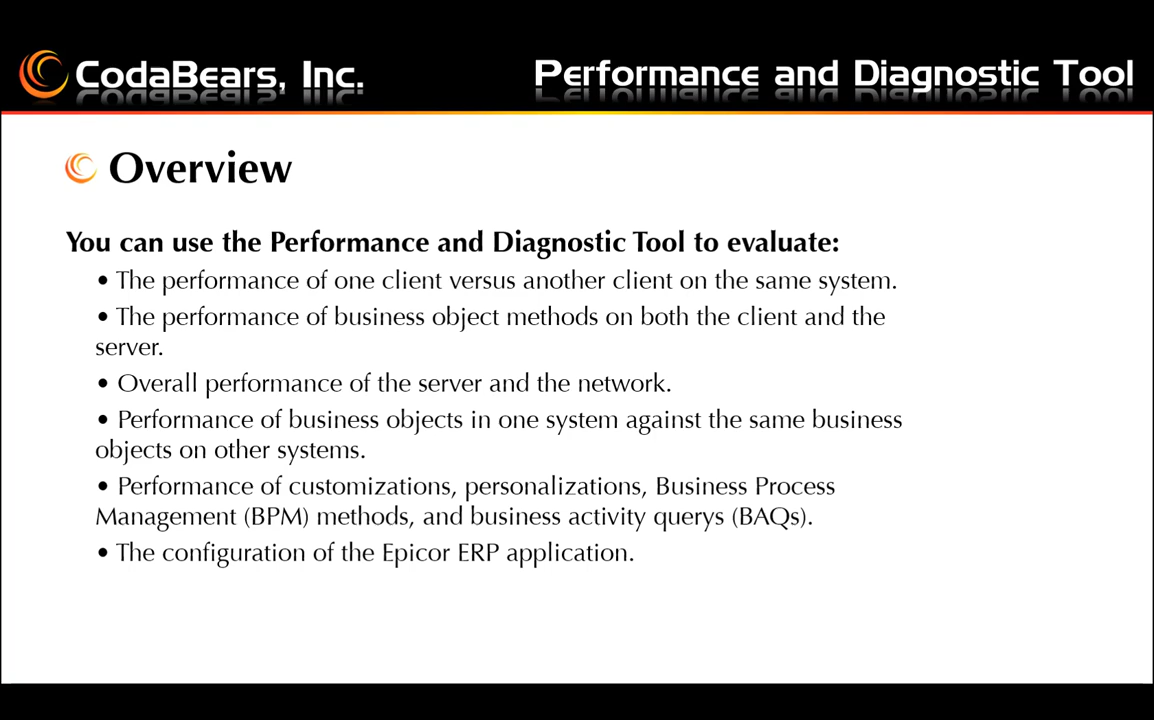 CodaBears, Inc.
Performance and Diagnostic Tool
Overview
You can use the Performance and Diagnostic Tool to evaluate:
• The performance of one client versus another client on the same system.
• The performance of business object methods on both the client and the
server.
• Overall performance of the server and the network.
• Performance of business objects in one system against the same business
objects on other systems.
• Performance of customizations, personalizations, Business Process
Management (BPM) methods, and business activity querys (BAQs).
• The configuration of the Epicor ERP application.